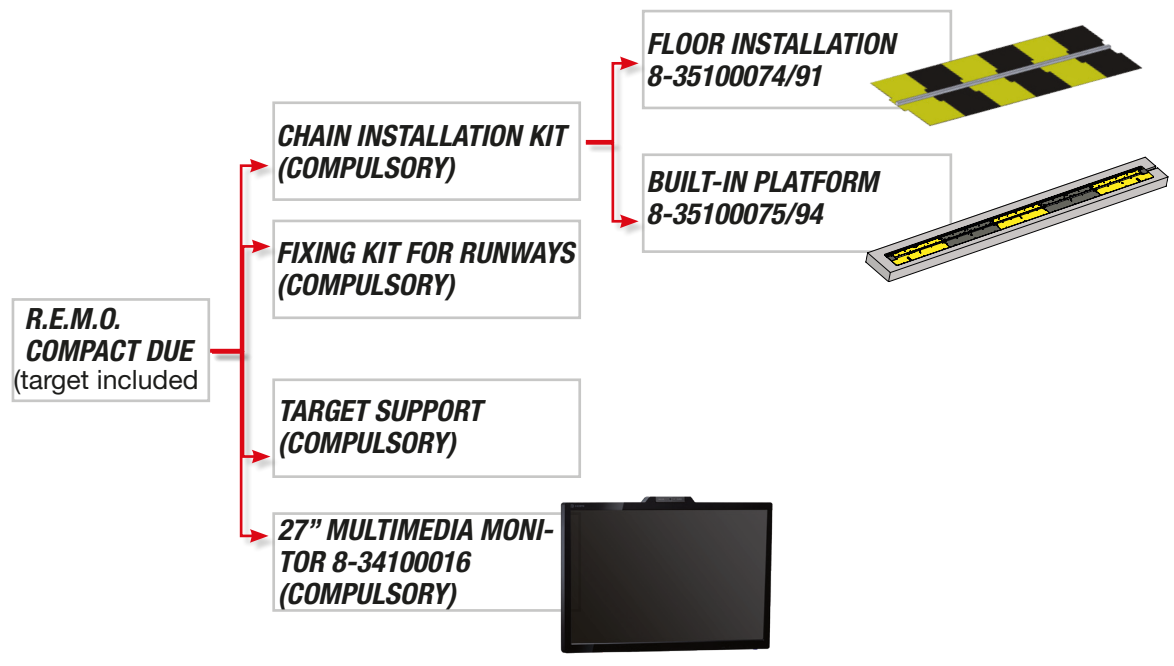 R.E.M.O.
COMPACT DUE
(target included
CHAIN INSTALLATION KIT
(COMPULSORY)
FIXING KIT FOR RUNWAYS
(COMPULSORY)
TARGET SUPPORT
(COMPULSORY)
27” MULTIMEDIA MONI-
TOR 8-34100016
(COMPULSORY)
FLOOR INSTALLATION
8-35100074/91
BUILT-IN PLATFORM
8-35100075/94